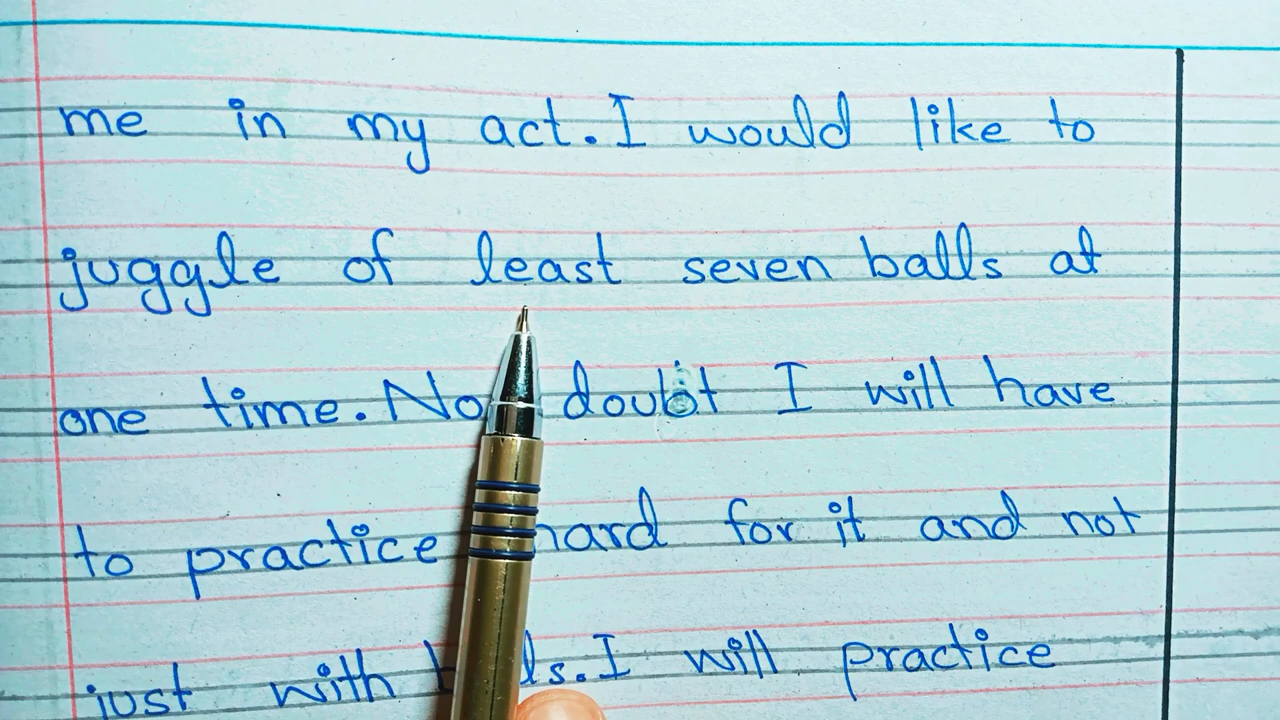 me in my act. I would like to
juggle of least seven balls at
one time. No doubt I will have
to practice hard for it and not
just with I will practice